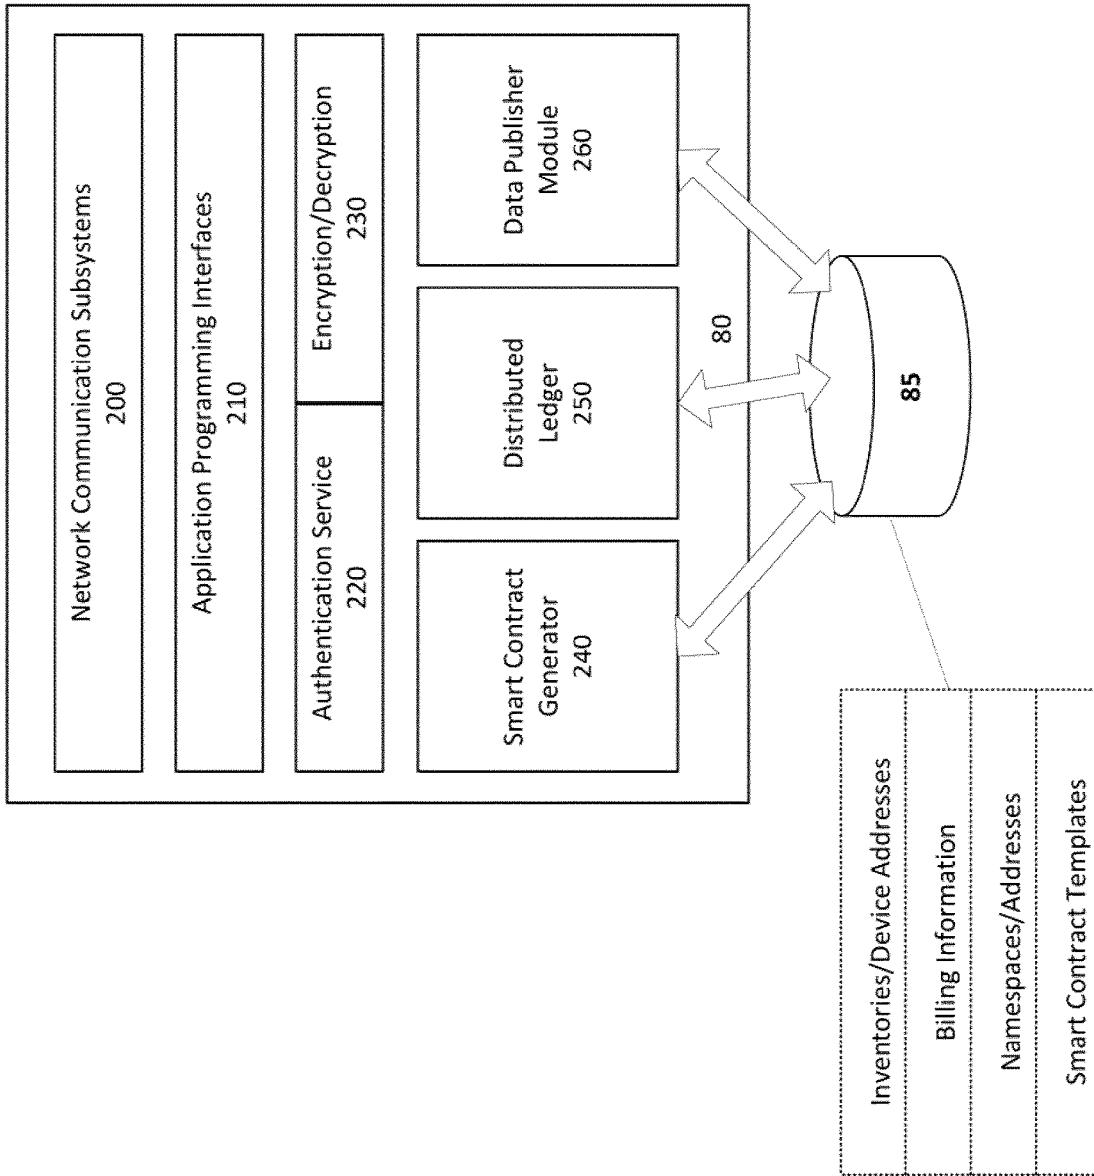 Network Communication Subsystems
200
Application Programming Interfaces
210
Authentication Service
220
Encryption/Decryption
230
Smart Contract
Generator
240
Distributed
Ledger
250
Data Publisher
Module
260
80
85
Inventories/Device Addresses
Billing Information
Namespaces/Addresses
Smart Contract Templates